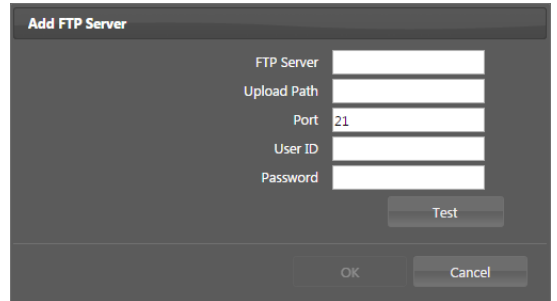 Add FTP Server
FTP Server
Upload Path
Port 21
User ID
Password
Test
OK Cancel